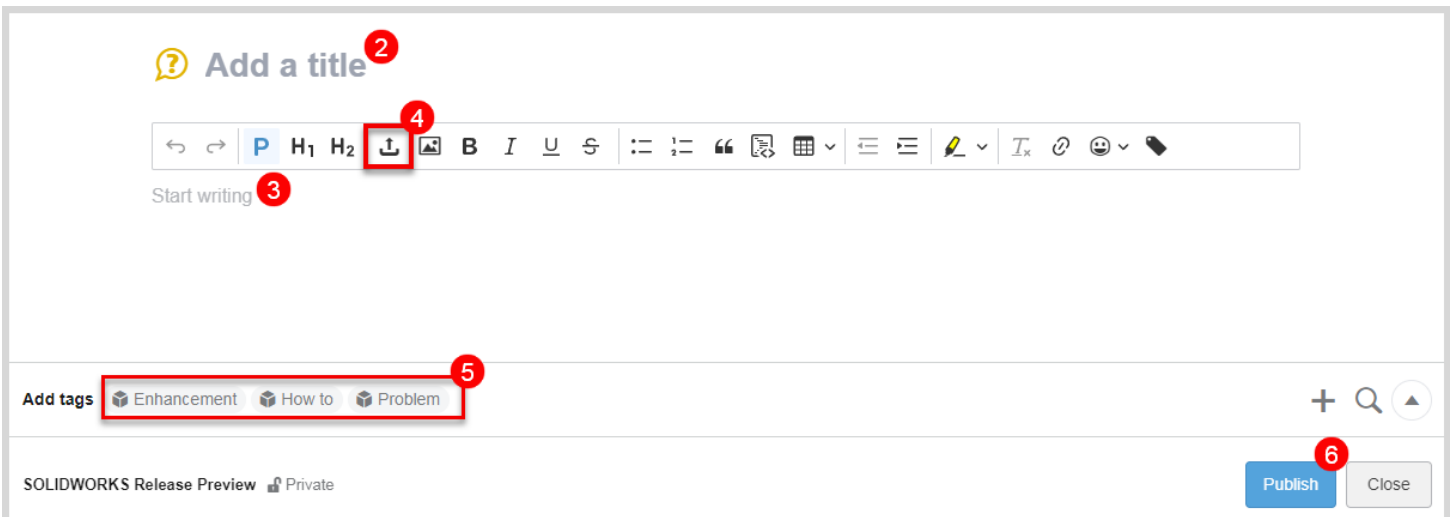 Add a title 2
4
P H1 H2 B I U S Tx
Start writing 3
5
Add tags Enhancement How to Problem
6
SOLIDWORKS Release Preview Private Publish Close